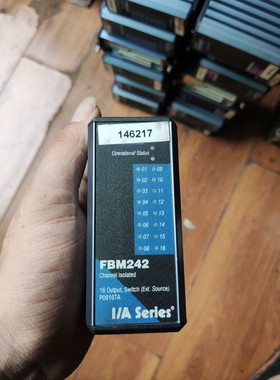 146217
Operational Status
01 09
02 10
03 11
04 12
05 13
06 14
07 15
08 16
FBM242
Channel Isolated
16 Output, Switch (Ext. Source)
P0916TA
I/A Series®